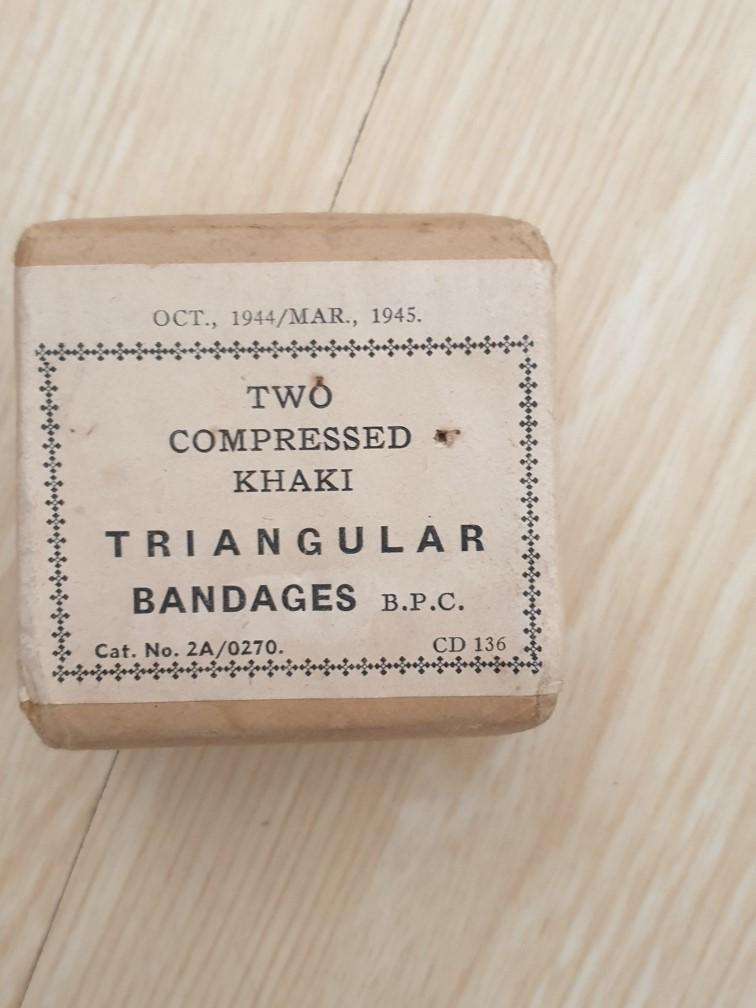 OCT., 1944/MAR., 1945.
TWO
COMPRESSED
KHAKI
TRIANGULAR
BANDAGES B.P.C.
Cat. No. 2A/0270. CD 136